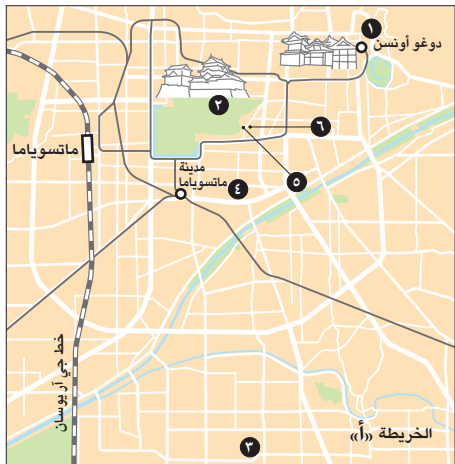 ١
دوغو أونسن
٢
٦
ماتسوياما
٥
مدينة
ماتسوياما
٤
خط جي آر يوسان
الخريطة «أ»
٣